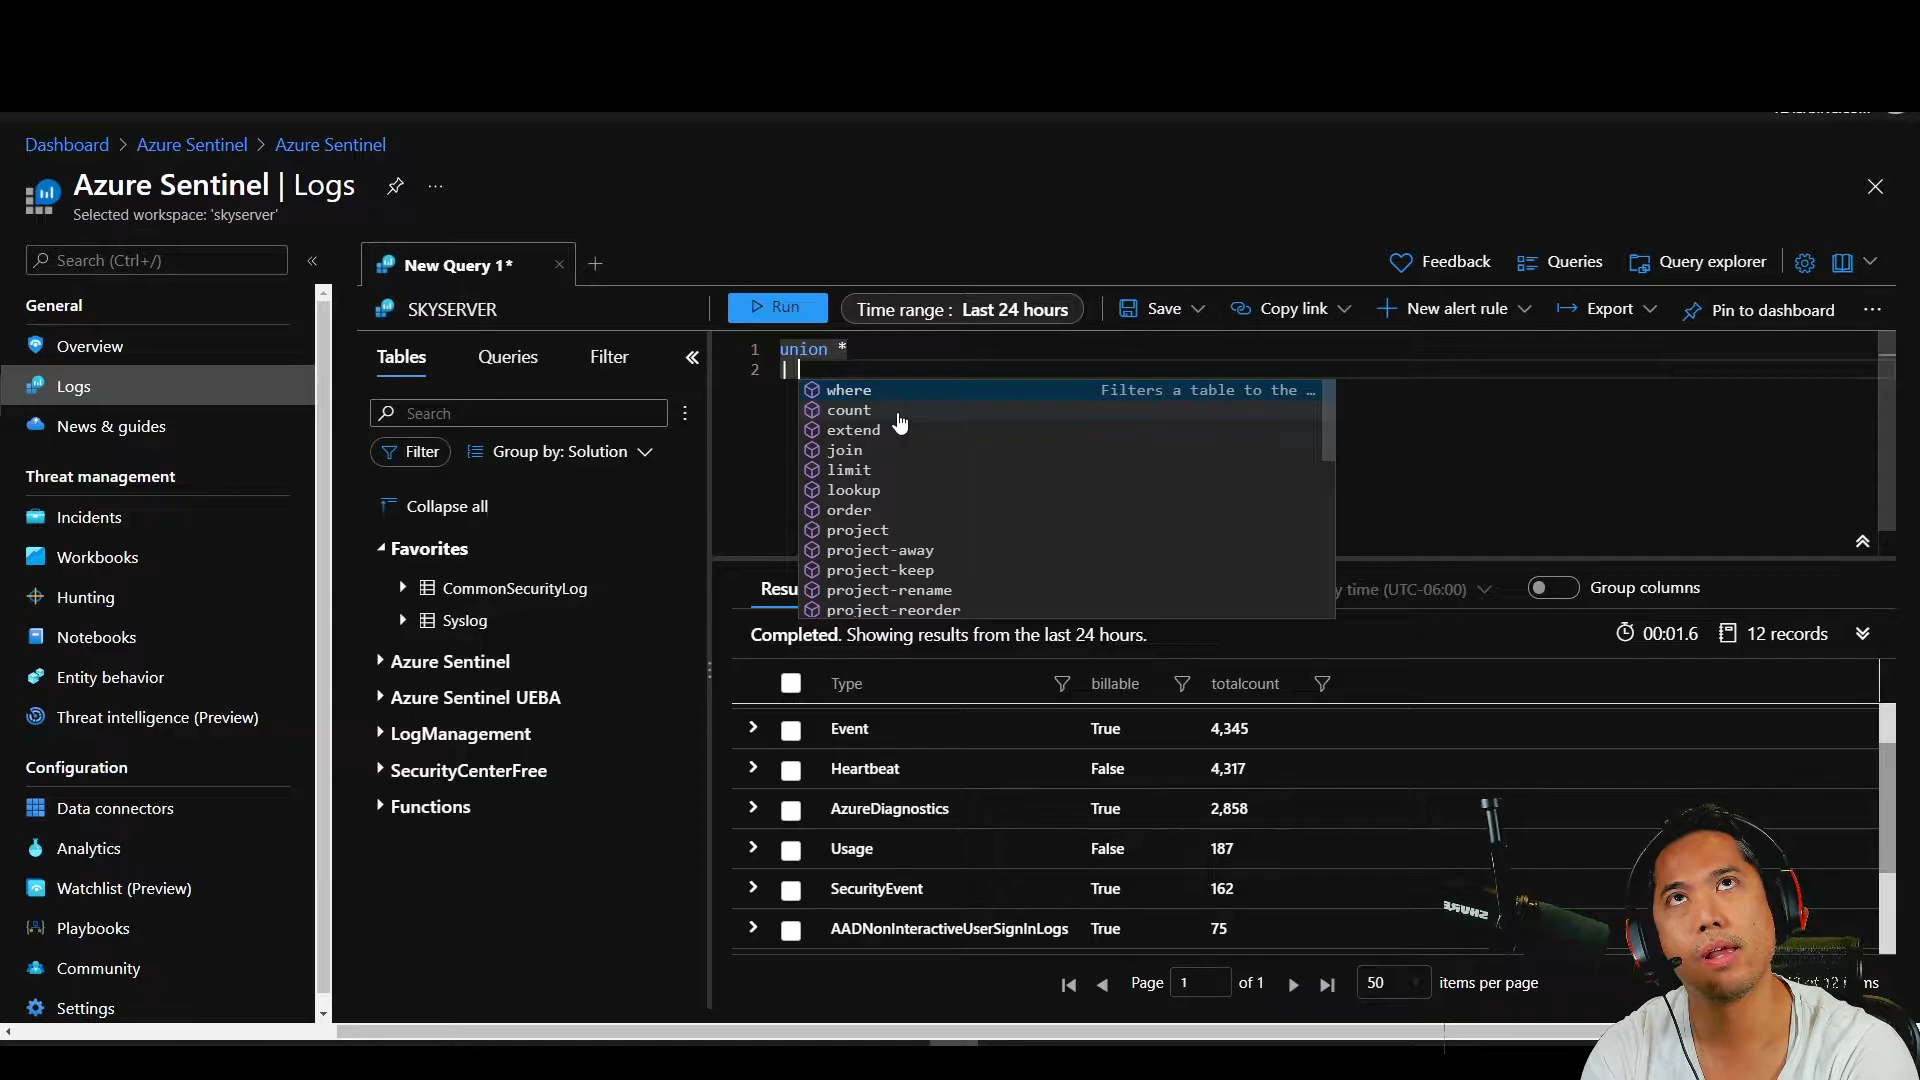 Dashboard > Azure Sentinel > Azure Sentinel
Azure Sentinel | Logs
...
Selected workspace: 'skyserver'
Search (Ctrl+/)
«
General
Overview
Logs
News & guides
Threat management
Incidents
Workbooks
Hunting
Notebooks
Entity behavior
Threat intelligence (Preview)
Configuration
Data connectors
Analytics
Watchlist (Preview)
Playbooks
Community
Settings
New Query 1*
Feedback
Queries
Query explorer
SKYSERVER
Run
Time range : Last 24 hours
Save
Copy link
New alert rule
Export
Pin to dashboard
...
Tables
Queries
Filter
«
Search
Filter
Group by: Solution
Collapse all
Favorites
CommonSecurityLog
Syslog
Azure Sentinel
Azure Sentinel UEBA
LogManagement
SecurityCenterFree
Functions
1 union *
2 |
where Filters a table to the …
count
extend
join
limit
lookup
order
project
project-away
project-keep
project-rename
project-reorder
Resu
time (UTC-06:00)
Group columns
Completed. Showing results from the last 24 hours.
00:01.6
12 records
Type billable totalcount
Event True 4,345
Heartbeat False 4,317
AzureDiagnostics True 2,858
Usage False 187
SecurityEvent True 162
AADNonInteractiveUserSignInLogs True 75
Page 1 of 1
50 items per page
SHURE